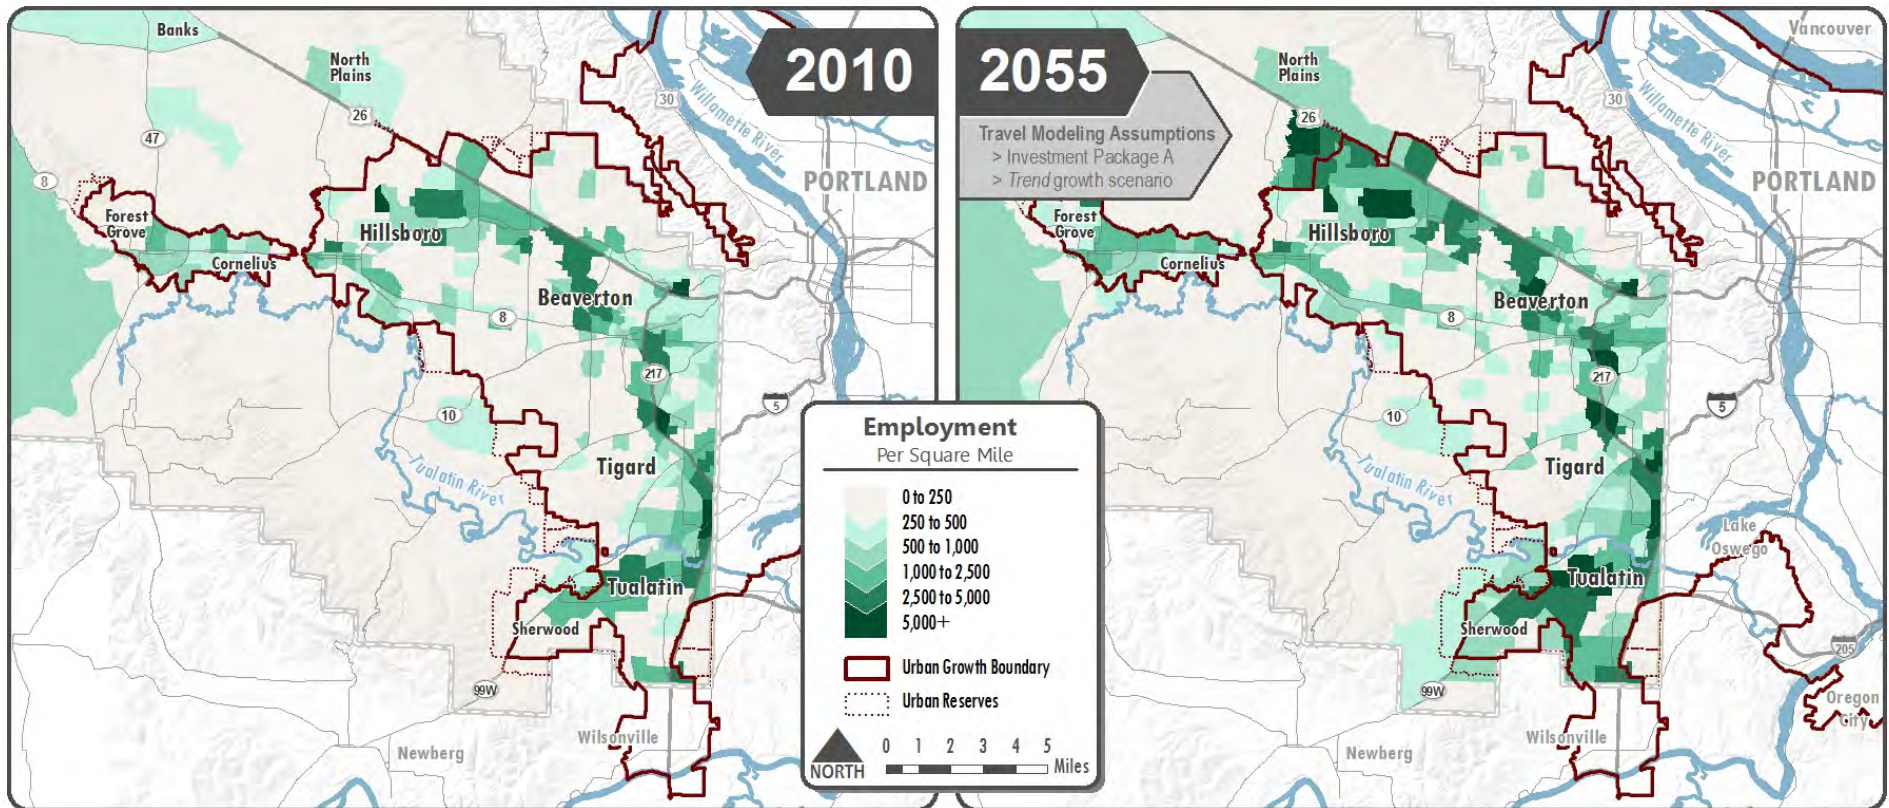 2010
Banks
North
Plains
26
47
30
Willamette River
PORTLAND
8
Forest
Grove
Hillsboro
Cornelius
Beaverton
8
217
5
10
Tigard
Tualatin River
Tualatin
Sherwood
99W
Wilsonville
Newberg
2055
Travel Modeling Assumptions
> Investment Package A
> Trend growth scenario
Vancouver
North
Plains
26
30
Willamette River
PORTLAND
Forest
Grove
Hillsboro
Cornelius
Beaverton
8
217
5
10
Tigard
Tualatin River
Lake
Oswego
Tualatin
Sherwood
205
99W
Oregon
City
Wilsonville
Newberg
Employment
Per Square Mile
0 to 250
250 to 500
500 to 1,000
1,000 to 2,500
2,500 to 5,000
5,000+
Urban Growth Boundary
Urban Reserves
NORTH
0 1 2 3 4 5
Miles